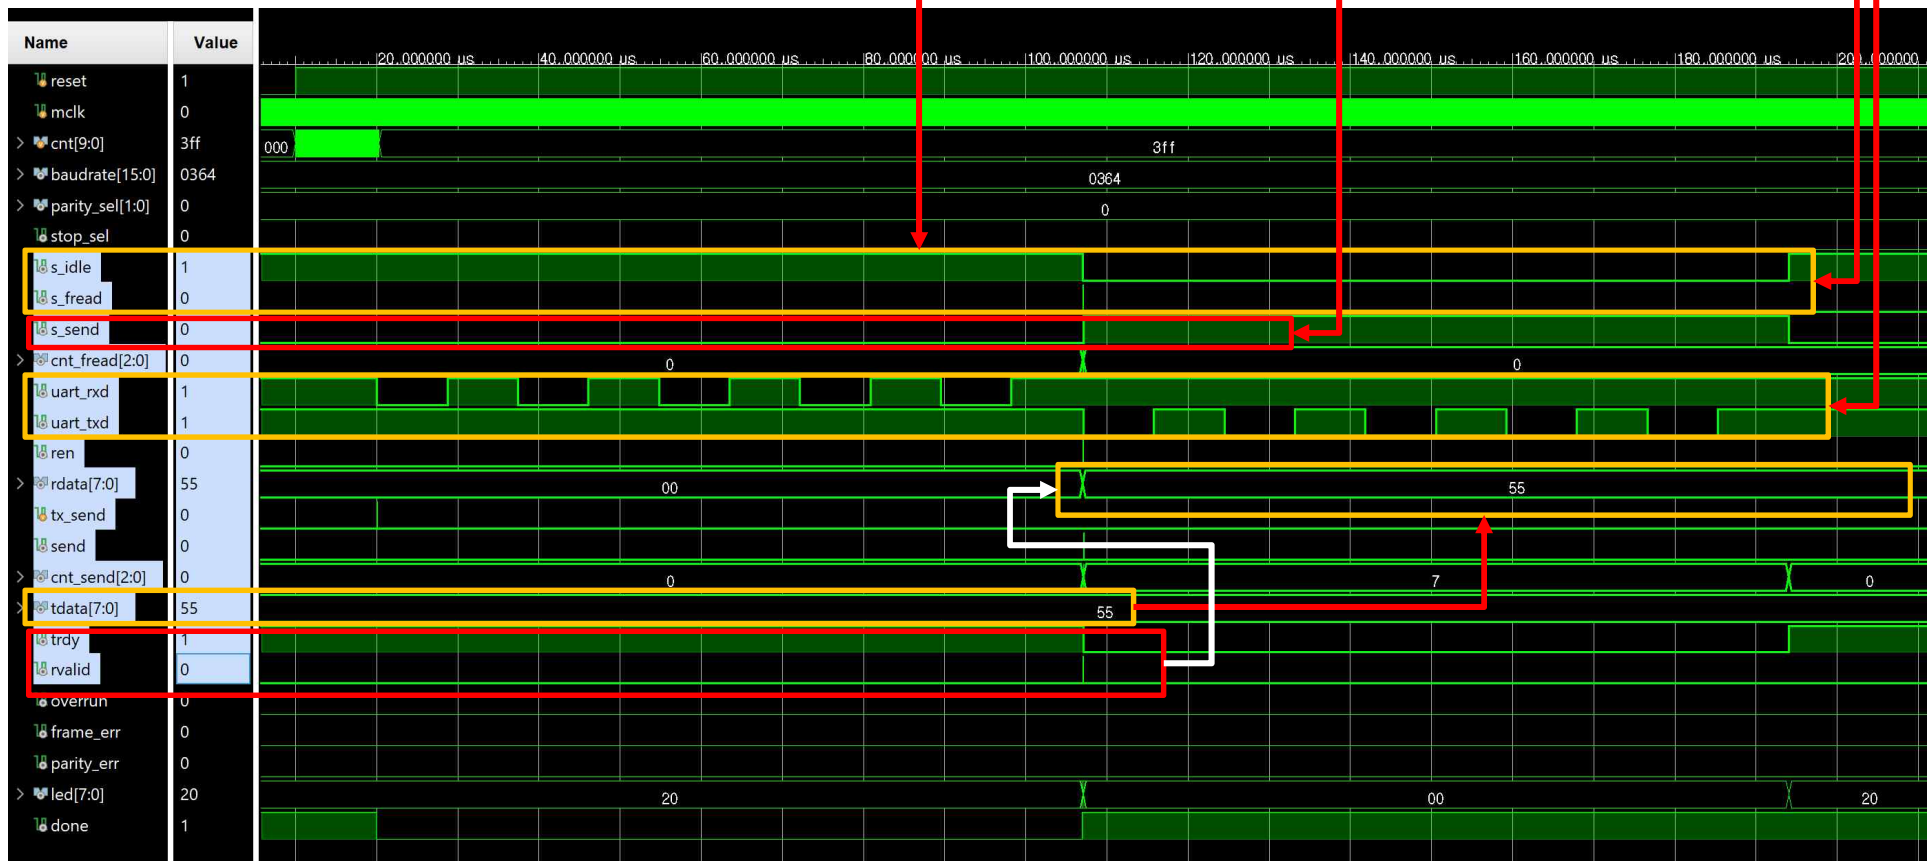 Name Value
20.000000 us 40.000000 us 60.000000 us 80.000000 us 100.000000 us 120.000000 us 140.000000 us 160.000000 us 180.000000 us 200.000000
reset 1
mclk 0
cnt[9:0] 3ff 000 3ff
baudrate[15:0] 0364 0364
parity_sel[1:0] 0 0
stop_sel 0
s_idle 1
s_fread 0
s_send 0
cnt_fread[2:0] 0 0 0
uart_rxd 1
uart_txd 1
ren 0
rdata[7:0] 55 00 55
tx_send 0
send 0
cnt_send[2:0] 0 0 7 0
tdata[7:0] 55 55
trdy 1
rvalid 0
overrun 0
frame_err 0
parity_err 0
led[7:0] 20 20 00 20
done 1